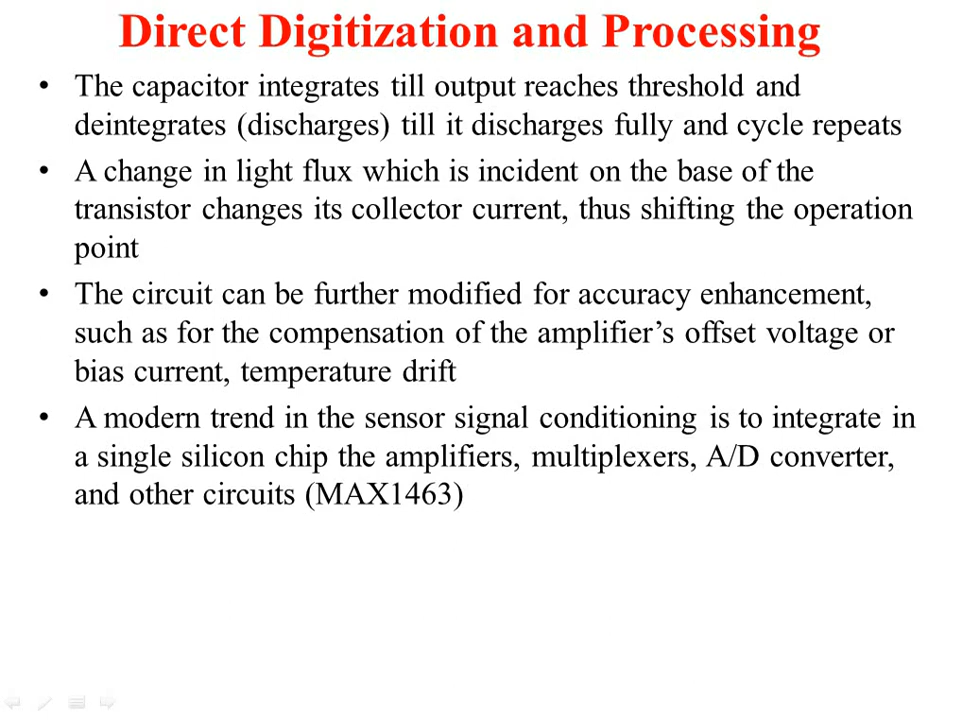 Direct Digitization and Processing
• The capacitor integrates till output reaches threshold and
deintegrates (discharges) till it discharges fully and cycle repeats
• A change in light flux which is incident on the base of the
transistor changes its collector current, thus shifting the operation
point
• The circuit can be further modified for accuracy enhancement,
such as for the compensation of the amplifier’s offset voltage or
bias current, temperature drift
• A modern trend in the sensor signal conditioning is to integrate in
a single silicon chip the amplifiers, multiplexers, A/D converter,
and other circuits (MAX1463)